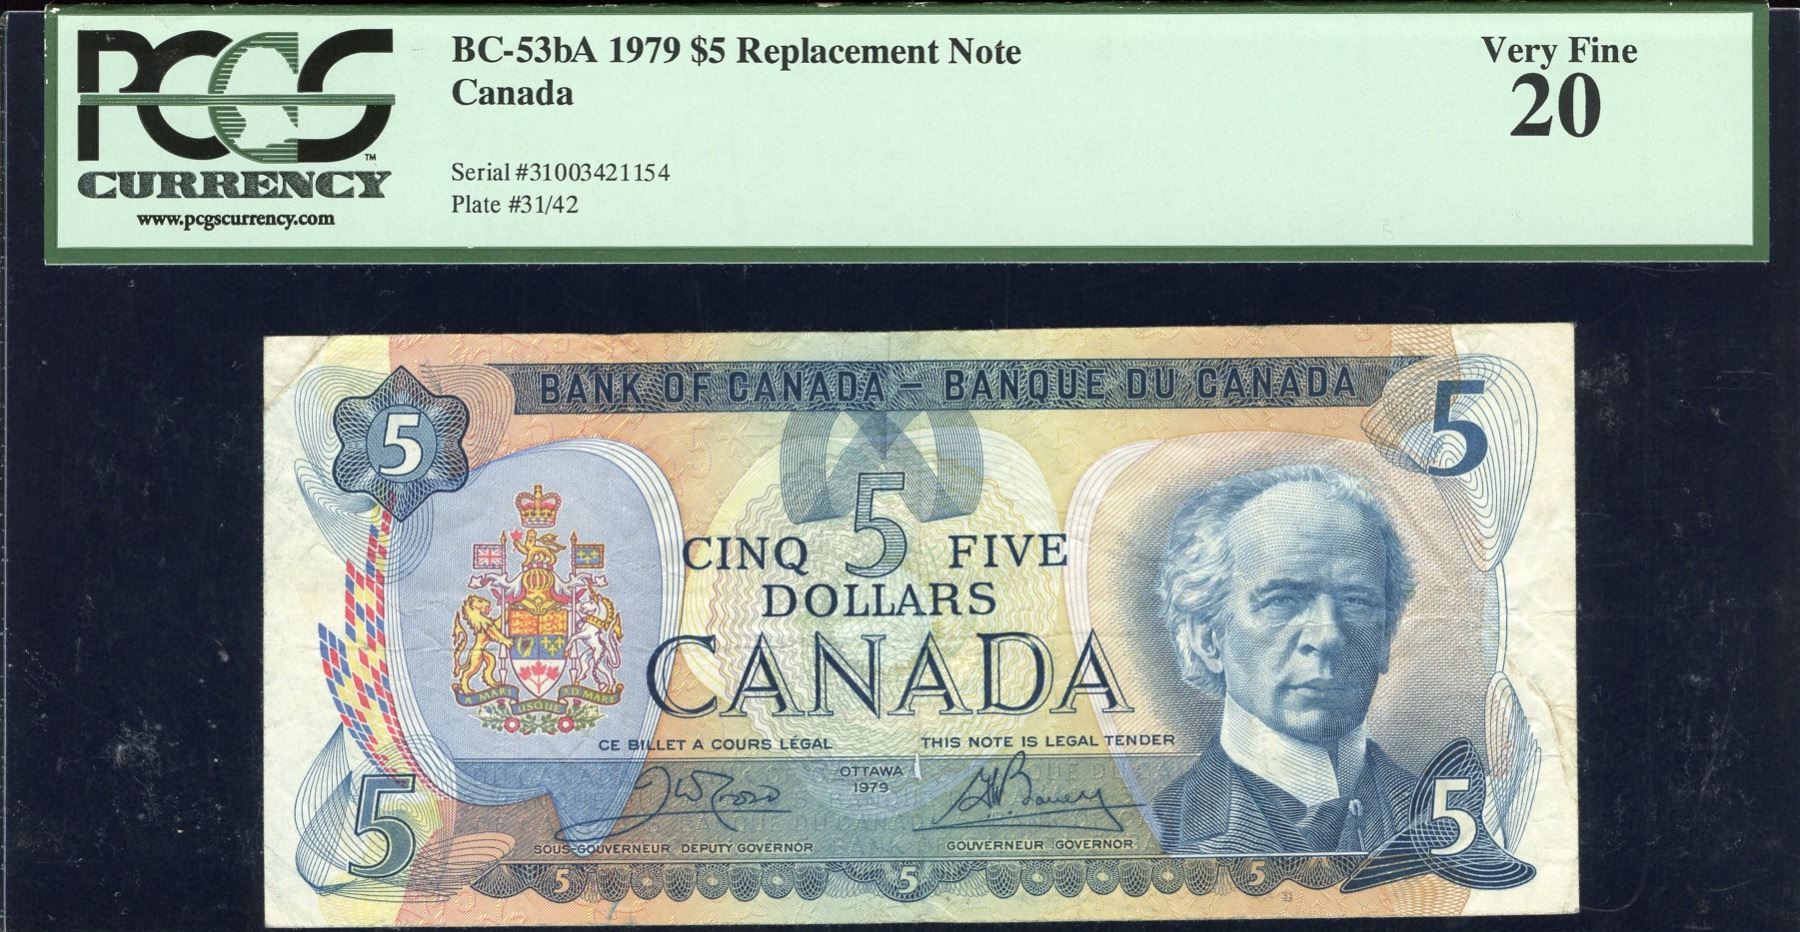 PCGS™
CURRENCY
www.pcgscurrency.com
BC-53bA 1979 $5 Replacement Note
Canada
Serial #31003421154
Plate #31/42
Very Fine
20
BANK OF CANADA – BANQUE DU CANADA
5
5
5
CINQ FIVE
DOLLARS
CANADA
A MARI USQUE AD MARE
CE BILLET A COURS LÉGAL THIS NOTE IS LEGAL TENDER
OTTAWA
1979
SOUS-GOUVERNEUR DEPUTY GOVERNOR
GOUVERNEUR GOVERNOR
5
5
5 5 5